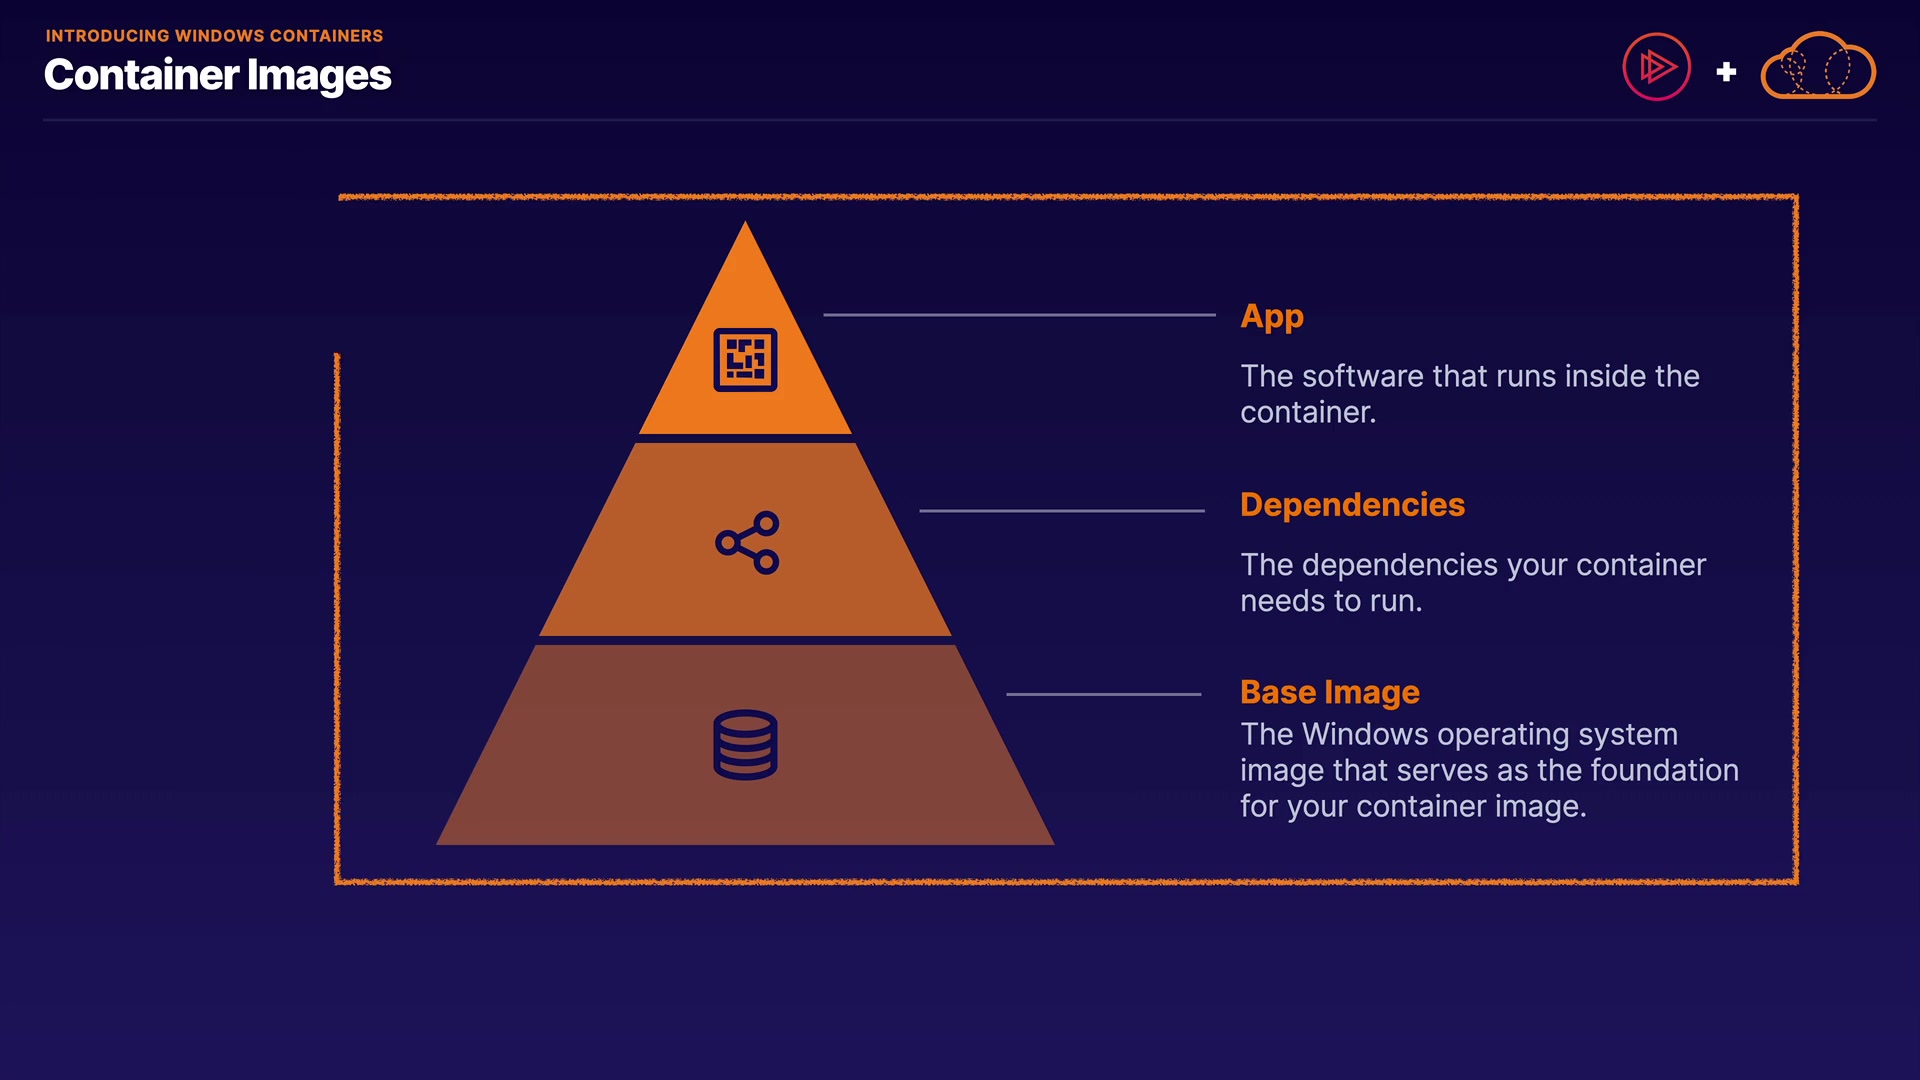 INTRODUCING WINDOWS CONTAINERS
Container Images
App
The software that runs inside the
container.
Dependencies
The dependencies your container
needs to run.
Base Image
The Windows operating system
image that serves as the foundation
for your container image.